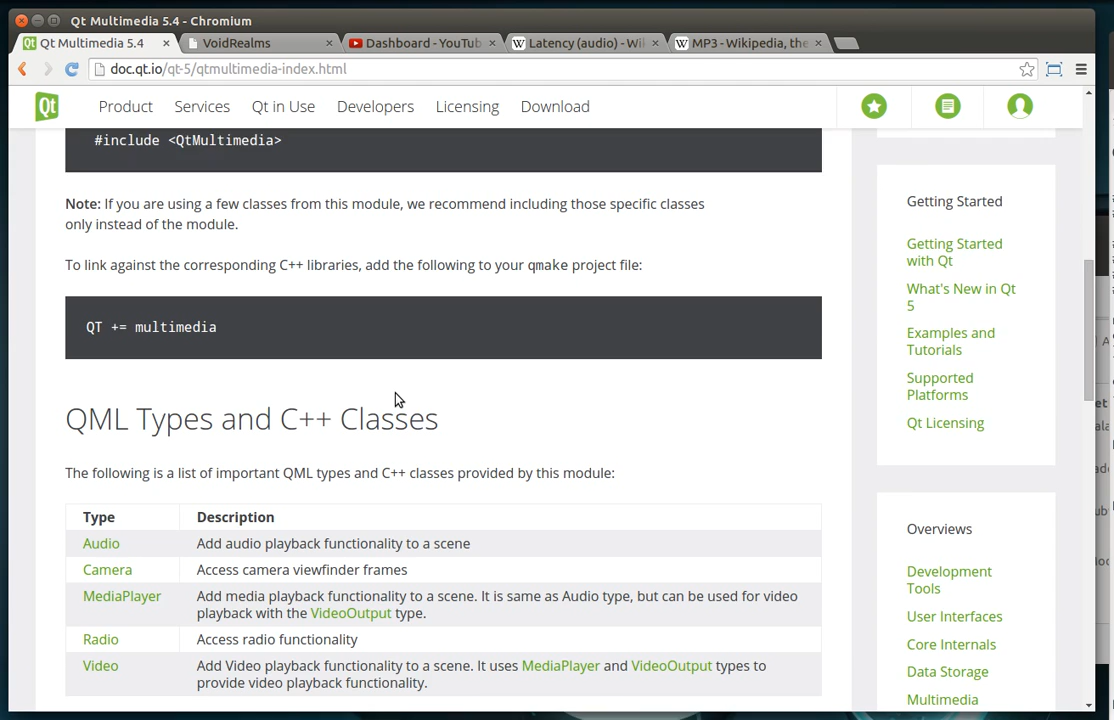 Qt Multimedia 5.4 - Chromium
Qt Multimedia 5.4 × VoidRealms × Dashboard - YouTub × Latency (audio) - Wi × MP3 - Wikipedia, the ×
doc.qt.io/qt-5/qtmultimedia-index.html
Qt Product Services Qt in Use Developers Licensing Download
#include <QtMultimedia>
Note: If you are using a few classes from this module, we recommend including those specific classes
only instead of the module.
To link against the corresponding C++ libraries, add the following to your qmake project file:
QT += multimedia
QML Types and C++ Classes
The following is a list of important QML types and C++ classes provided by this module:
Type Description
Audio Add audio playback functionality to a scene
Camera Access camera viewfinder frames
MediaPlayer Add media playback functionality to a scene. It is same as Audio type, but can be used for video
playback with the VideoOutput type.
Radio Access radio functionality
Video Add Video playback functionality to a scene. It uses MediaPlayer and VideoOutput types to
provide video playback functionality.
Getting Started
Getting Started
with Qt
What's New in Qt
5
Examples and
Tutorials
Supported
Platforms
Qt Licensing
Overviews
Development
Tools
User Interfaces
Core Internals
Data Storage
Multimedia